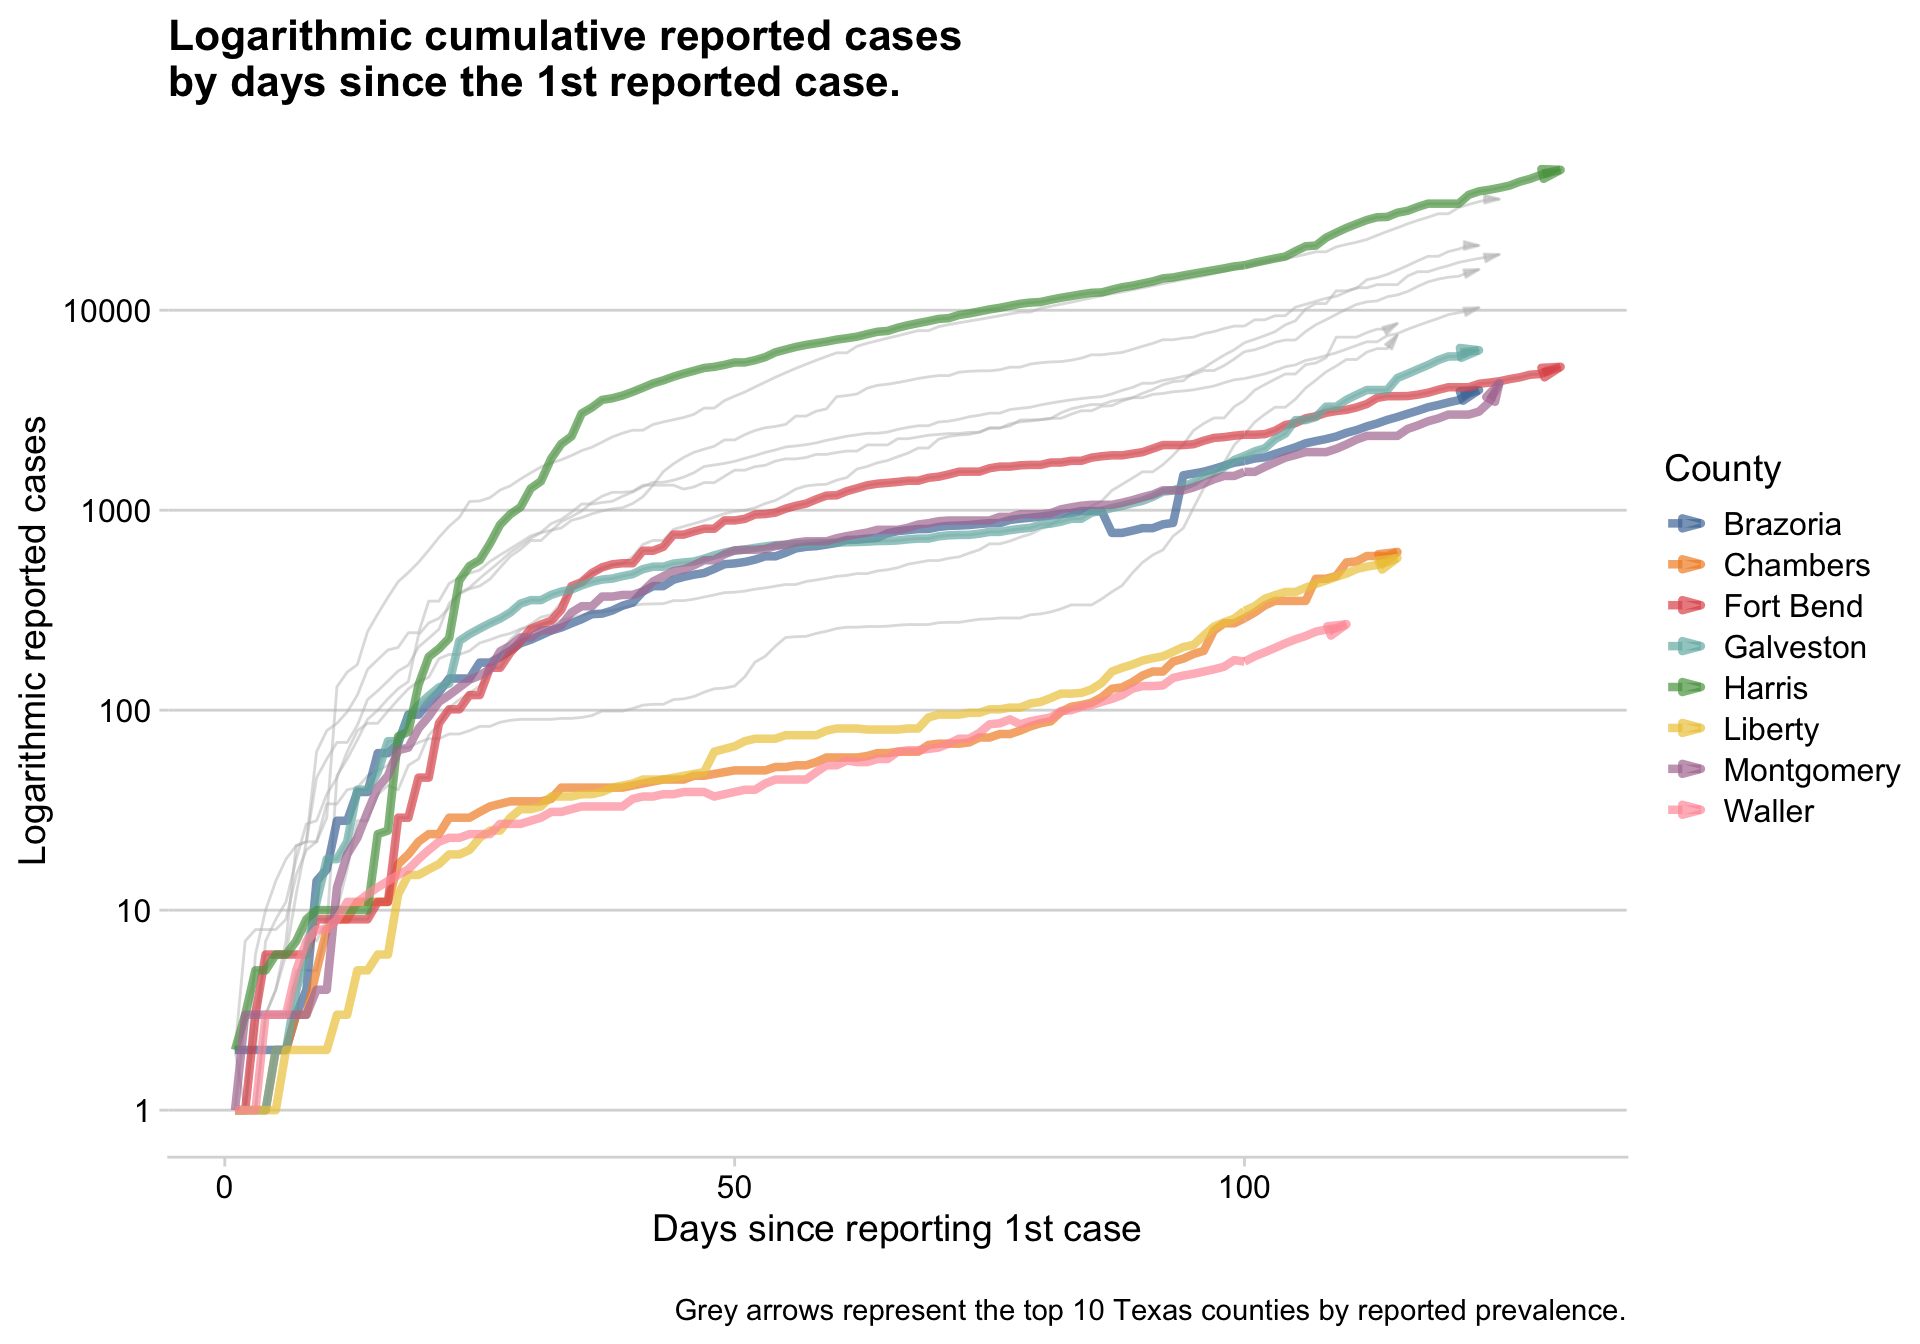 Logarithmic cumulative reported cases
by days since the 1st reported case.
Logarithmic reported cases
10000
1000
100
10
1
0 50 100
Days since reporting 1st case
County
Brazoria
Chambers
Fort Bend
Galveston
Harris
Liberty
Montgomery
Waller
Grey arrows represent the top 10 Texas counties by reported prevalence.